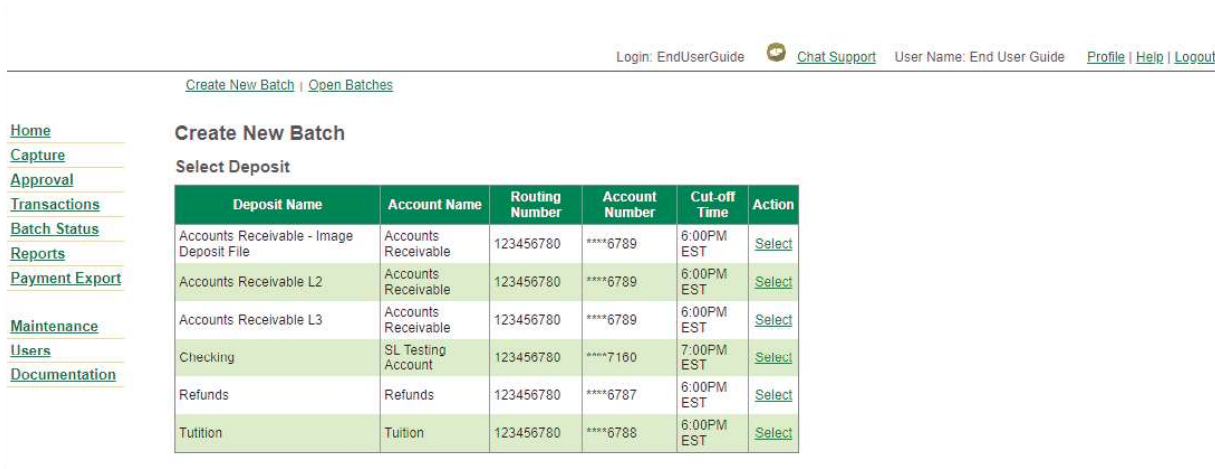 Login: EndUserGuide Chat Support User Name: End User Guide Profile | Help | Logout
Create New Batch | Open Batches
Home
Capture
Approval
Transactions
Batch Status
Reports
Payment Export
Maintenance
Users
Documentation
Create New Batch
Select Deposit
Deposit Name Account Name Routing Number Account Number Cut-off Time Action
Accounts Receivable - Image Deposit File Accounts Receivable 123456780 ****6789 6:00PM EST Select
Accounts Receivable L2 Accounts Receivable 123456780 ****6789 6:00PM EST Select
Accounts Receivable L3 Accounts Receivable 123456780 ****6789 6:00PM EST Select
Checking SL Testing Account 123456780 ****7160 7:00PM EST Select
Refunds Refunds 123456780 ****6787 6:00PM EST Select
Tutition Tuition 123456780 ****6788 6:00PM EST Select